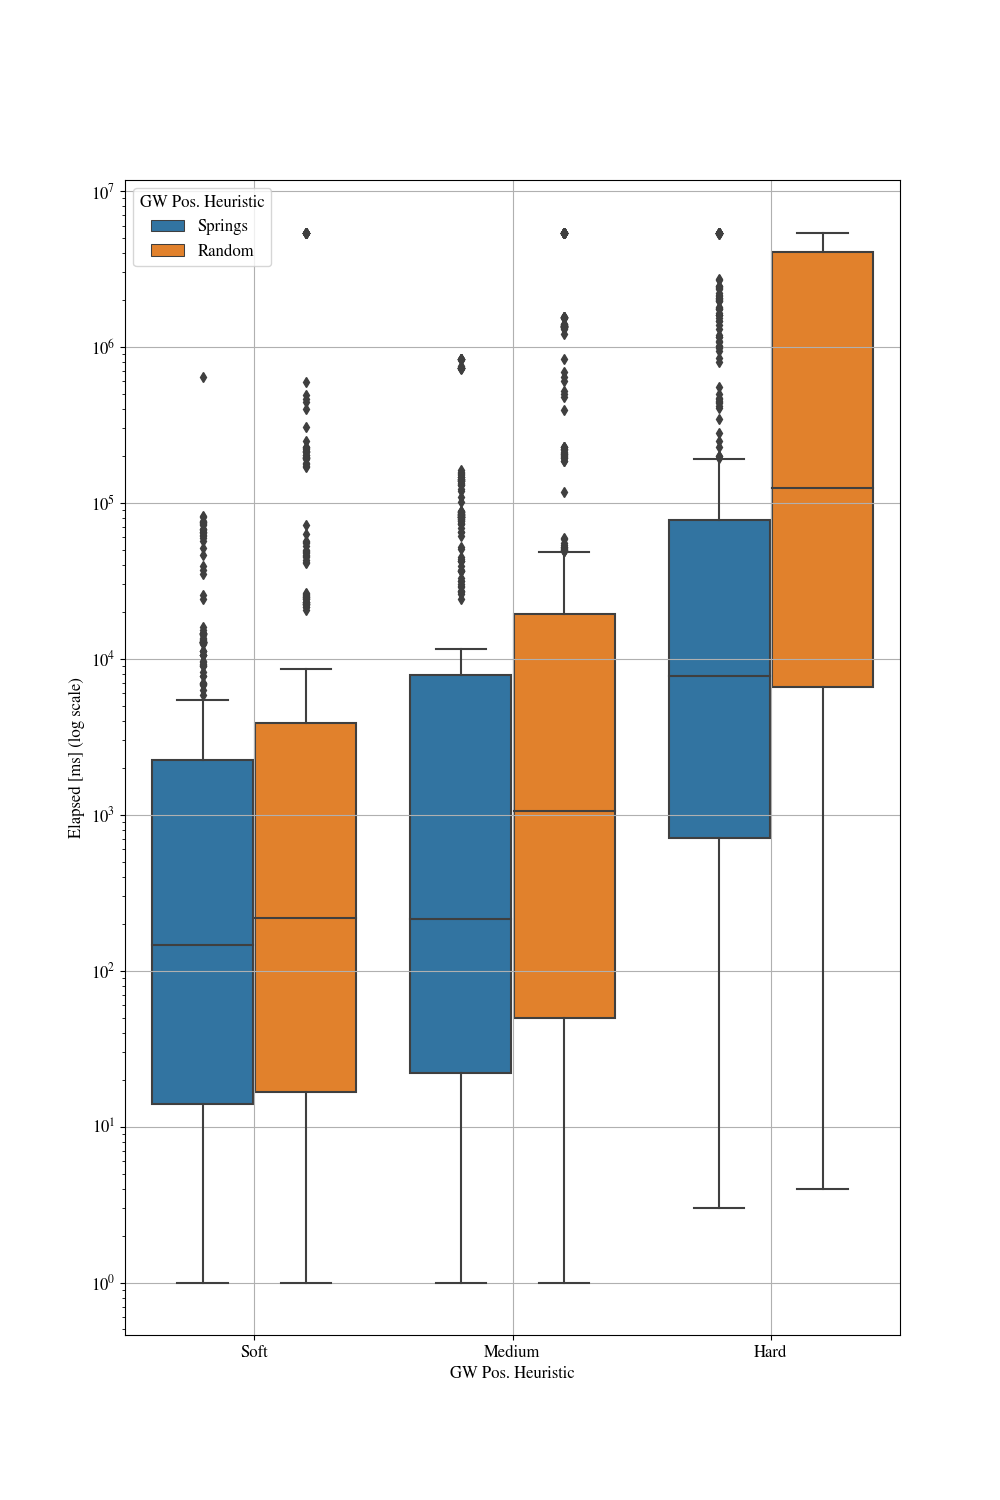 GW Pos. Heuristic
Springs
Random
10^7
10^6
10^5
10^4
10^3
10^2
10^1
10^0
Elapsed [ms] (log scale)
Soft Medium Hard
GW Pos. Heuristic